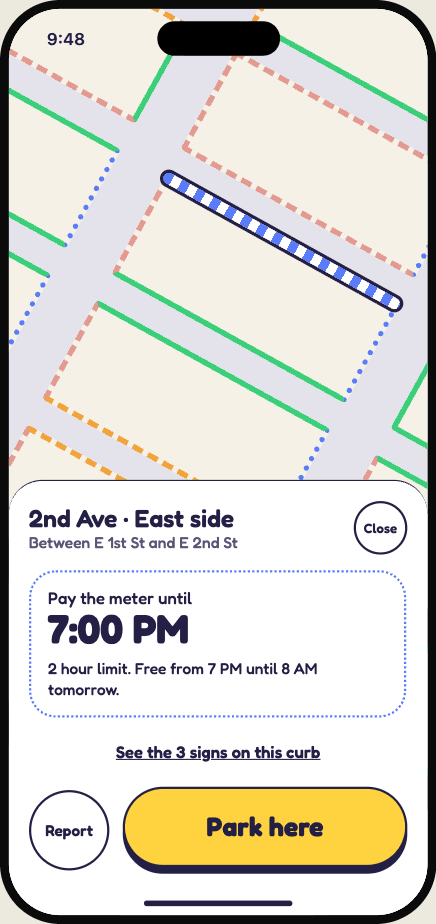 9:48
2nd Ave · East side
Between E 1st St and E 2nd St
Close
Pay the meter until
7:00 PM
2 hour limit. Free from 7 PM until 8 AM
tomorrow.
See the 3 signs on this curb
Report
Park here